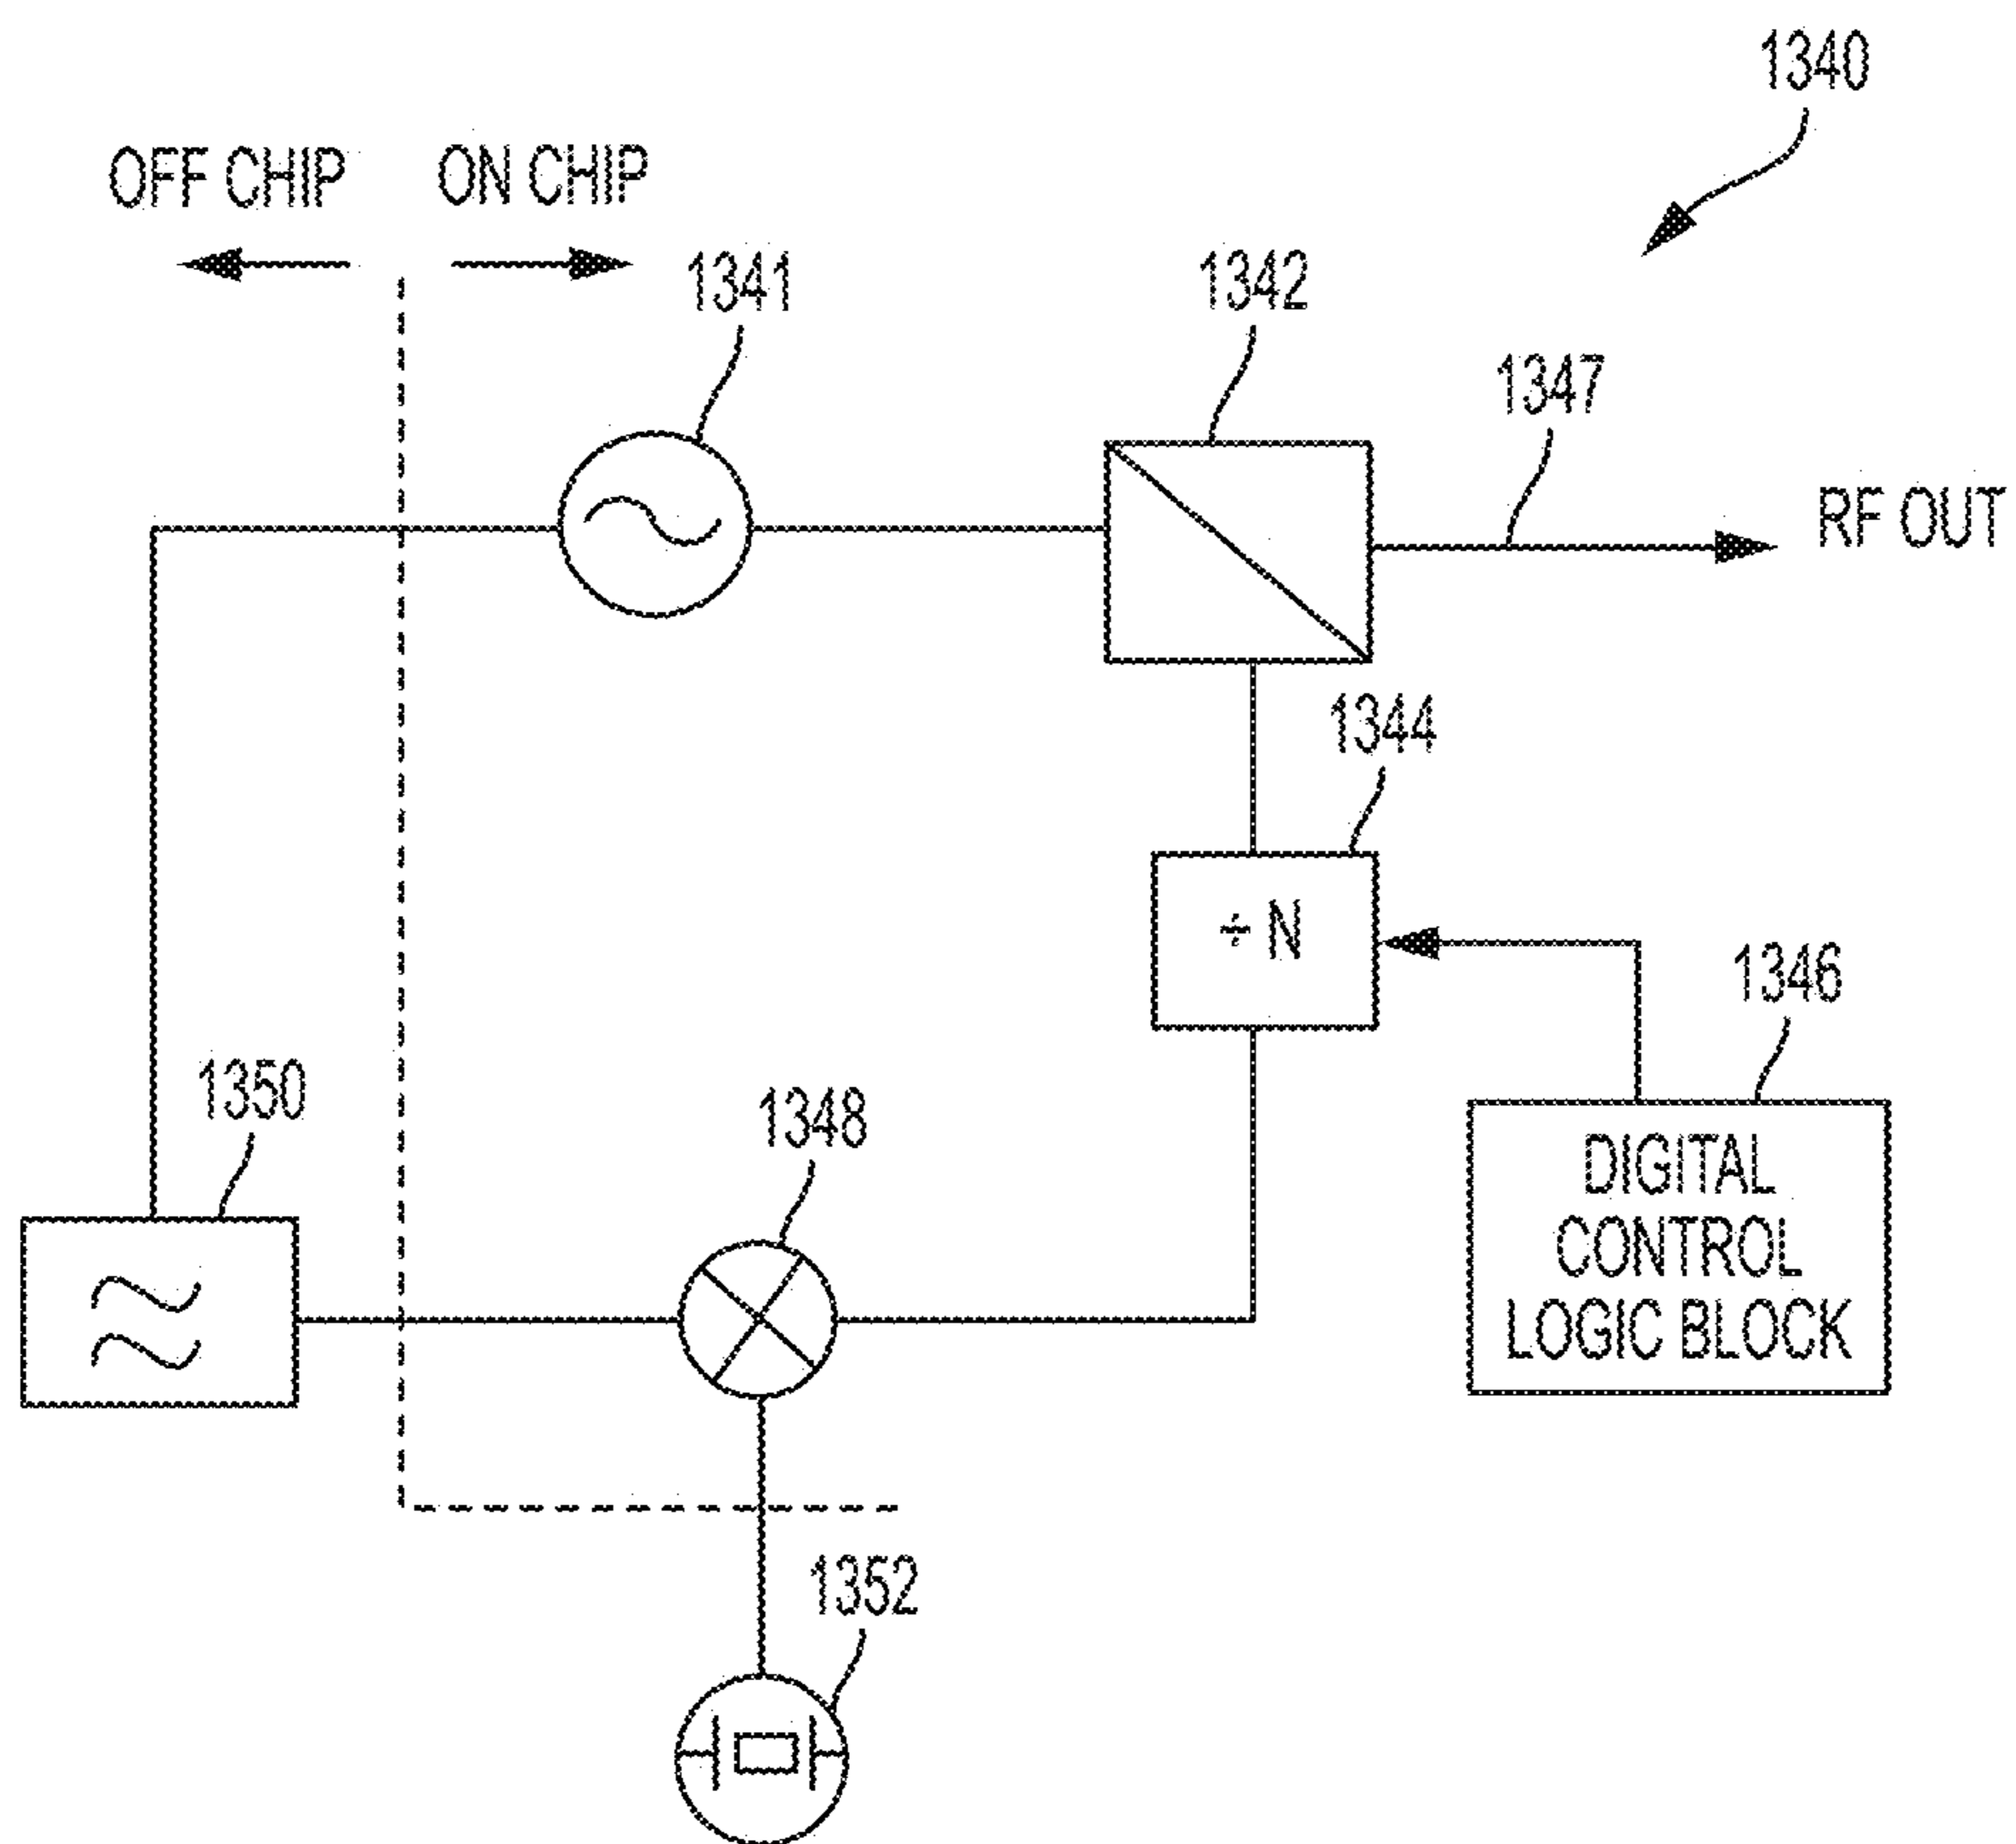 1340
OFF CHIP
ON CHIP
1341
1342
1347
RF OUT
1344
÷ N
1346
1350
1348
DIGITAL
CONTROL
LOGIC BLOCK
1352